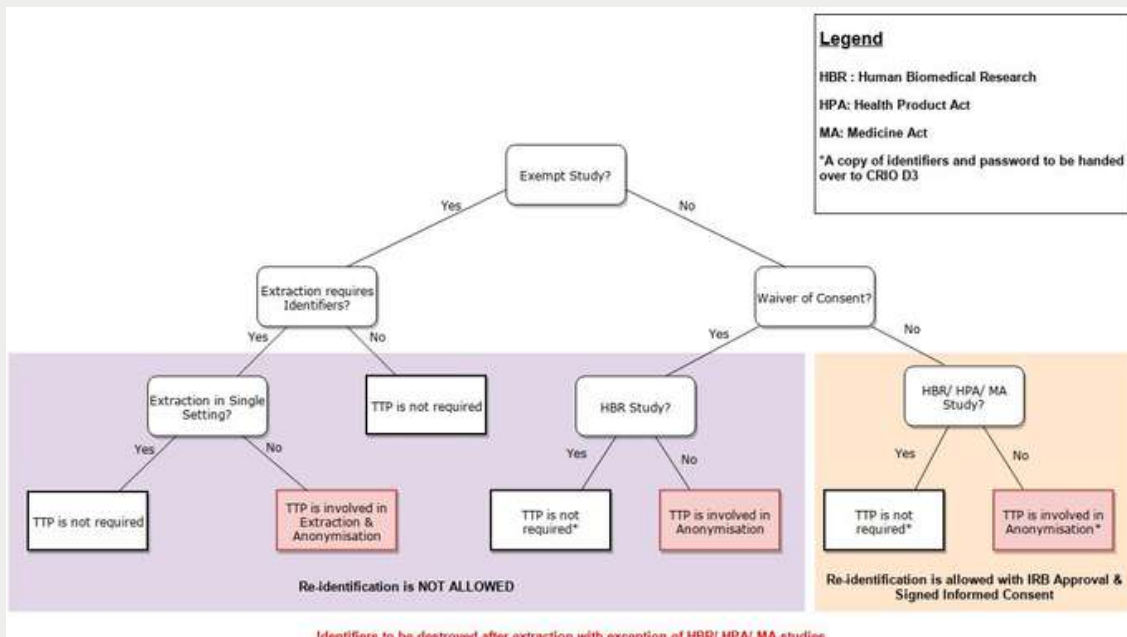 Legend
HBR : Human Biomedical Research
HPA: Health Product Act
MA: Medicine Act
*A copy of identifiers and password to be handed
over to CRIO D3
Exempt Study?
Yes
No
Extraction requires
Identifiers?
Waiver of Consent?
Yes
No
Yes
No
Extraction in Single
Setting?
TTP is not required
HBR Study?
HBR/ HPA/ MA
Study?
Yes
No
Yes
No
Yes
No
TTP is not required
TTP is involved in
Extraction &
Anonymisation
TTP is not
required*
TTP is involved in
Anonymisation
TTP is not
required*
TTP is involved in
Anonymisation*
Re-identification is NOT ALLOWED
Re-identification is allowed with IRB Approval &
Signed Informed Consent
Identifiers to be destroyed after extraction with exception of HBR/ HPA/ MA studies